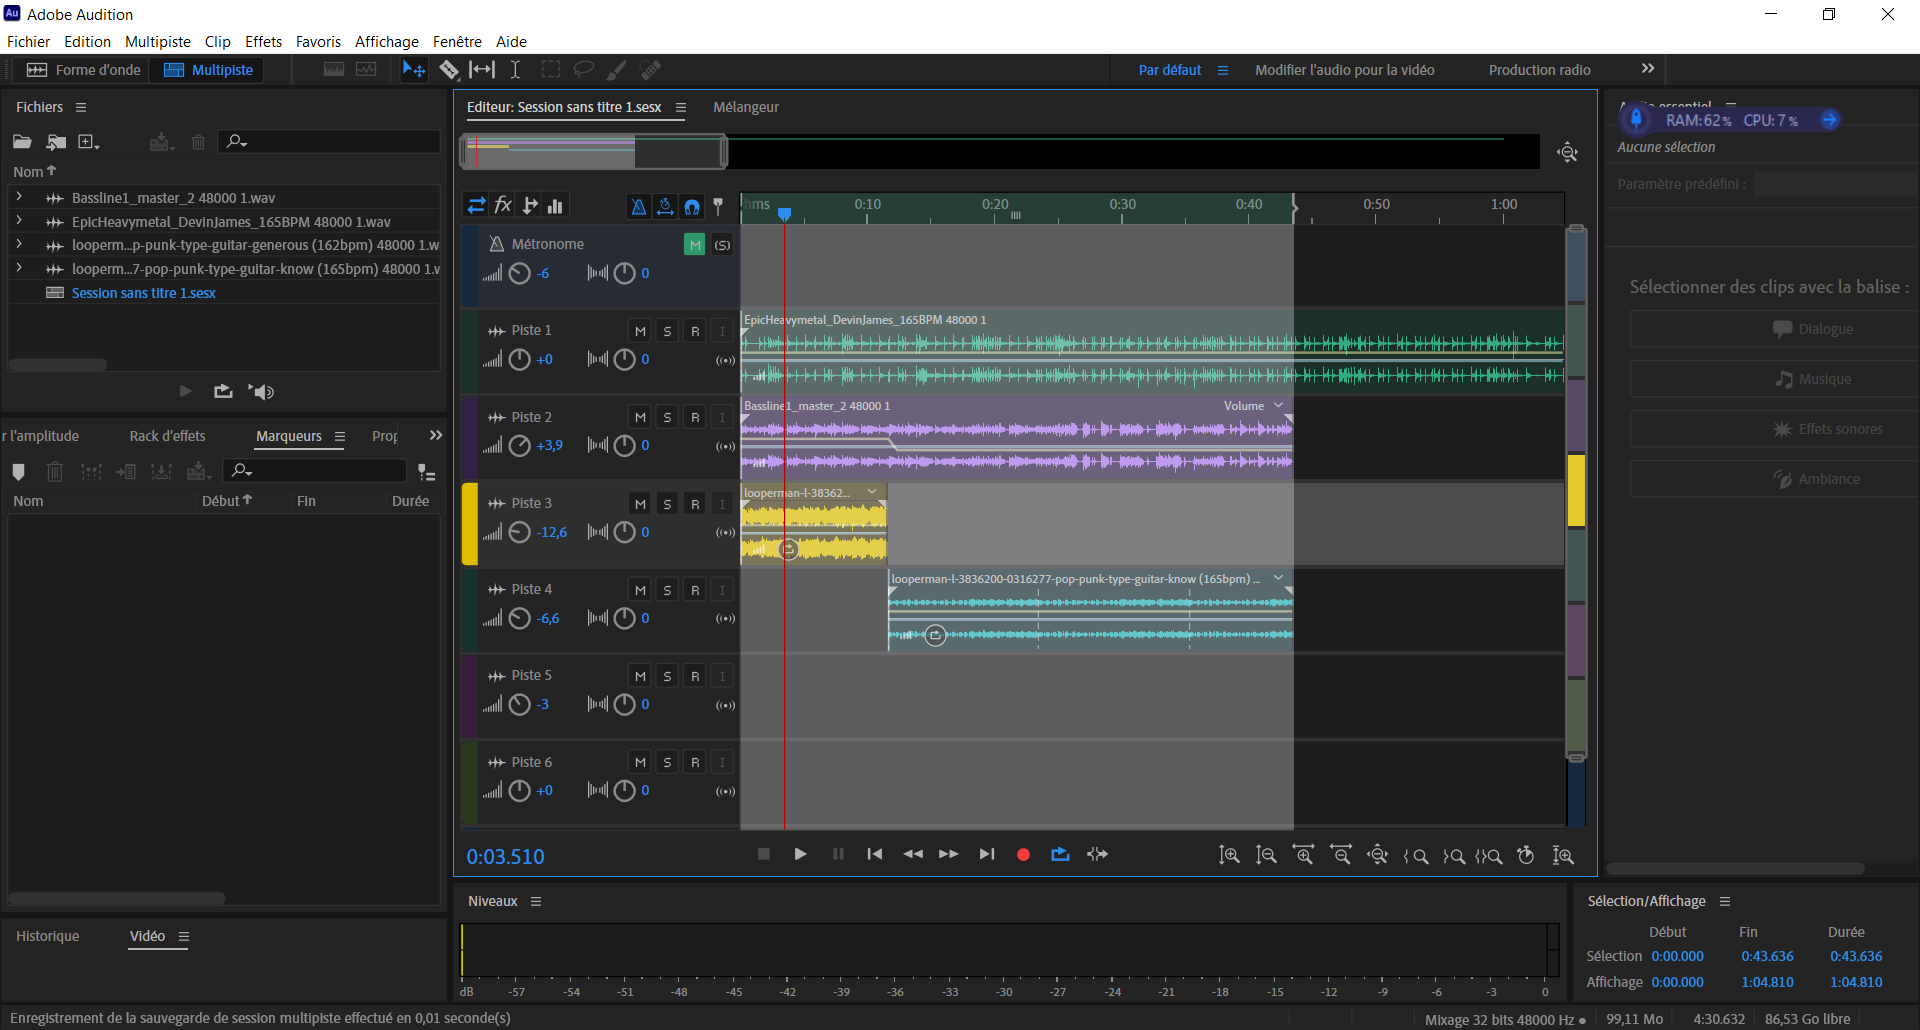 Au Adobe Audition
Fichier Edition Multipiste Clip Effets Favoris Affichage Fenêtre Aide
Forme d'onde Multipiste
Par défaut Modifier l'audio pour la vidéo Production radio
Fichiers
Nom
Bassline1_master_2 48000 1.wav
EpicHeavymetal_DevinJames_165BPM 48000 1.wav
looperm...p-punk-type-guitar-generous (162bpm) 48000 1.w
looperm...7-pop-punk-type-guitar-know (165bpm) 48000 1.w
Session sans titre 1.sesx
r l'amplitude Rack d'effets Marqueurs Prop
Nom Début Fin Durée
Historique Vidéo
Editeur: Session sans titre 1.sesx Mélangeur
fx
hms 0:10 0:20 0:30 0:40 0:50 1:00
Métronome M (S)
-6 0
Piste 1 M S R I
+0 0
EpicHeavymetal_DevinJames_165BPM 48000 1
Piste 2 M S R I
+3,9 0
Bassline1_master_2 48000 1 Volume
Piste 3 M S R I
-12,6 0
looperman-l-38362...
Piste 4 M S R I
-6,6 0
looperman-l-3836200-0316277-pop-punk-type-guitar-know (165bpm) ...
Piste 5 M S R I
-3 0
Piste 6 M S R I
+0 0
0:03.510
Niveaux
dB -57 -54 -51 -48 -45 -42 -39 -36 -33 -30 -27 -24 -21 -18 -15 -12 -9 -6 -3 0
essentiel
RAM:62% CPU:7%
Aucune sélection
Paramètre prédéfini :
Sélectionner des clips avec la balise :
Dialogue
Musique
Effets sonores
Ambiance
Sélection/Affichage
Début Fin Durée
Sélection 0:00.000 0:43.636 0:43.636
Affichage 0:00.000 1:04.810 1:04.810
Enregistrement de la sauvegarde de session multipiste effectué en 0,01 seconde(s)
Mixage 32 bits 48000 Hz 99,11 Mo 4:30.632 86,53 Go libre